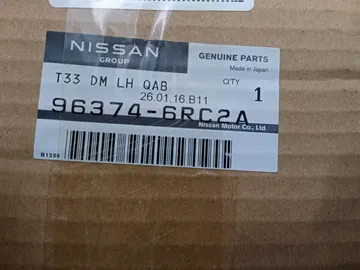 NISSAN
GROUP
GENUINE PARTS
Made in Japan
T33 DM LH QAB
QTY
26.01.16.B11
1
96374-6RC2A
Nissan Motor Co., Ltd.
B1250